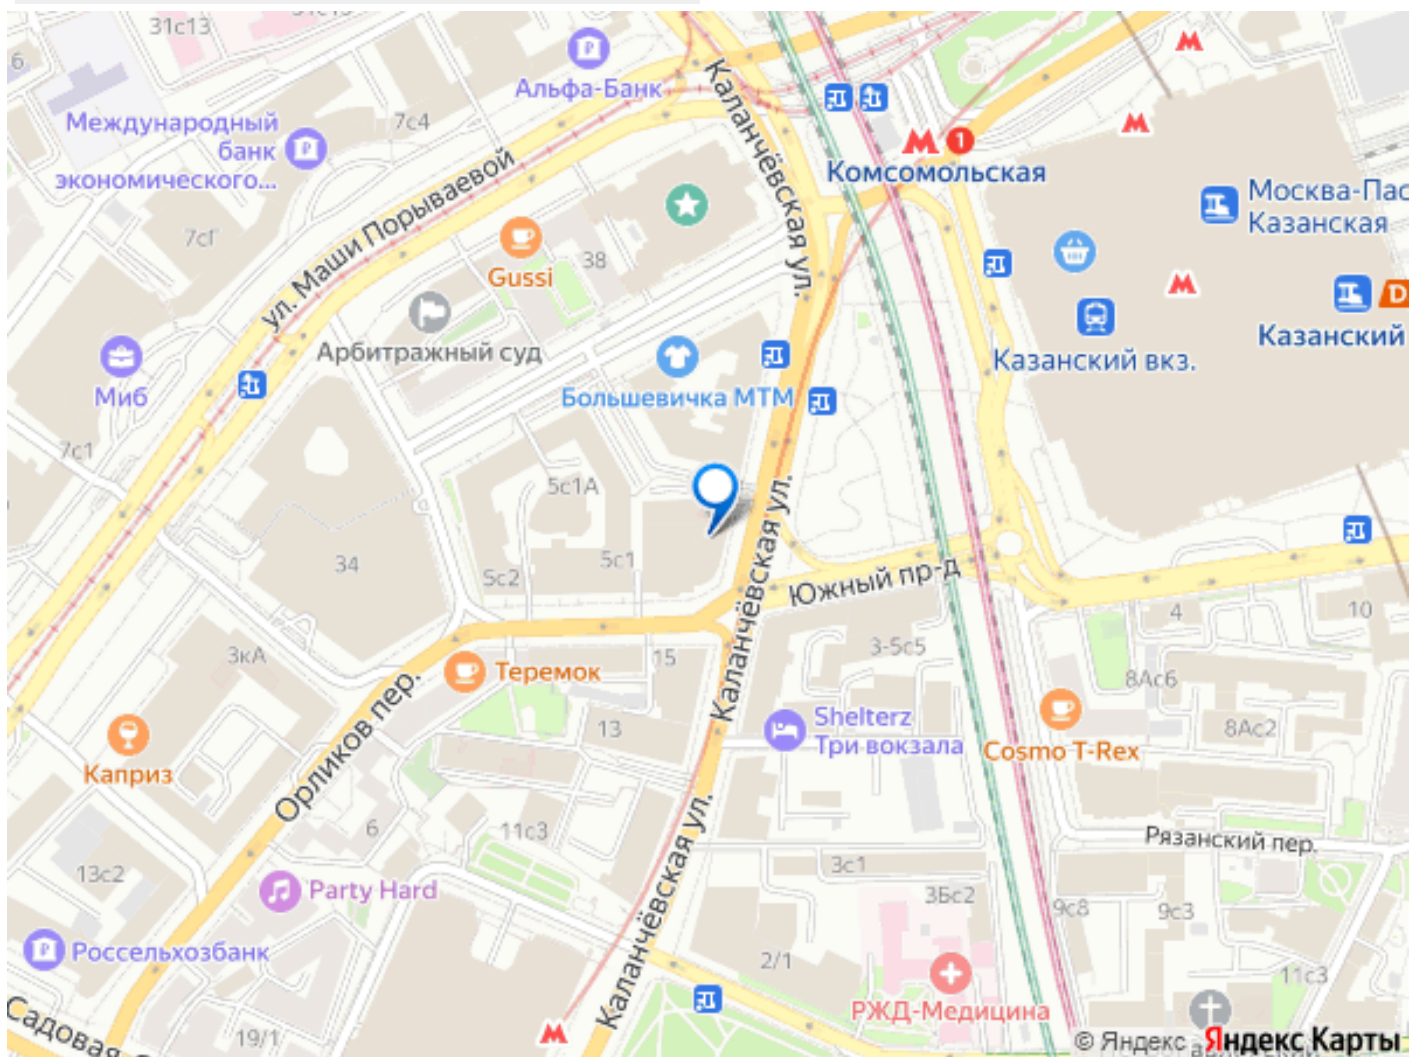 31с13
6
Альфа-Банк
7с4
Международный
банк
экономического...
Каланчёвская ул.
1
Комсомольская
Москва-Пас
Казанская
ул. Маши Порываевой
38
Gussi
D
Казанский
Казанский вкз.
Арбитражный суд
Миб
Большевичка МТМ
7с1
5с1А
34
5с2
5с1
Каланчёвская ул.
Южный пр-д
4
10
3кА
15
3-5с5
Теремок
8Ас6
Орликов пер.
13
Shelterz
Три вокзала
8Ас2
Cosmo T-Rex
Каприз
6
11с3
Рязанский пер.
Каланчёвская ул.
3с1
13с2
Party Hard
3Бс2
9с8
9с3
Россельхозбанк
2/1
11с3
РЖД-Медицина
Садовая
19/1
© Яндекс Яндекс Карты